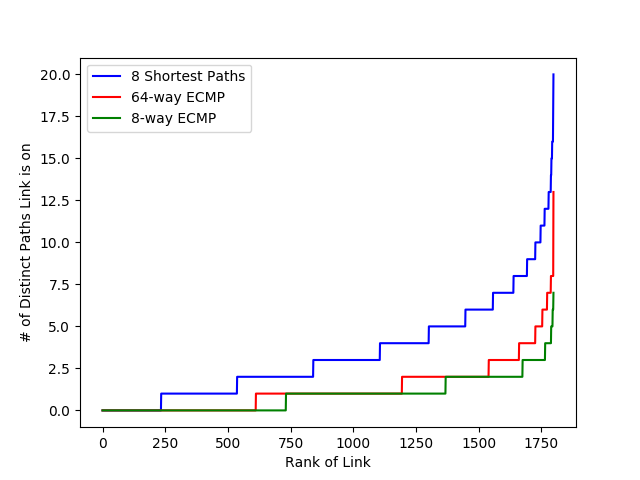 8 Shortest Paths
64-way ECMP
8-way ECMP
# of Distinct Paths Link is on
20.0
17.5
15.0
12.5
10.0
7.5
5.0
2.5
0.0
0 250 500 750 1000 1250 1500 1750
Rank of Link